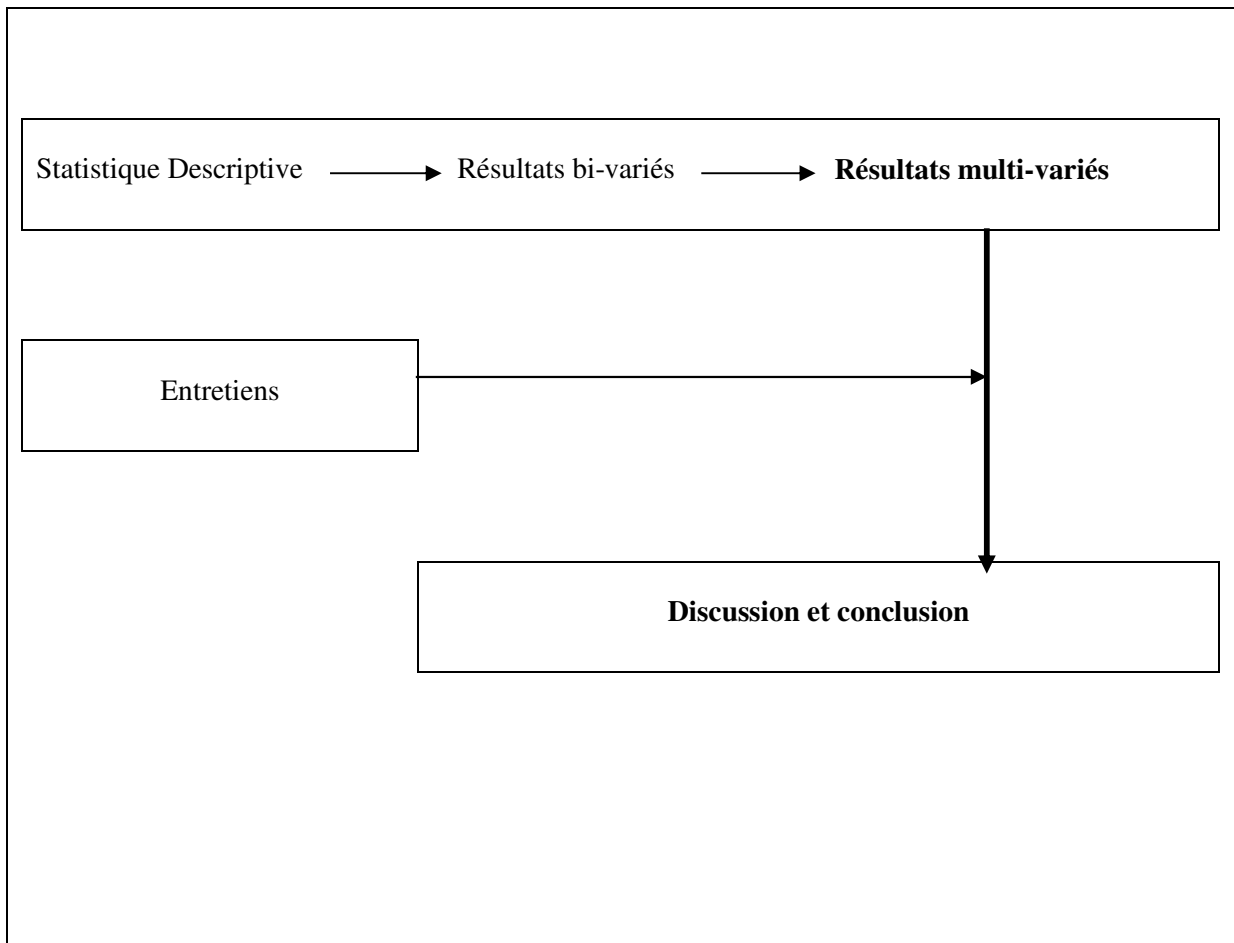 Statistique Descriptive Résultats bi-variés Résultats multi-variés
Entretiens
Discussion et conclusion